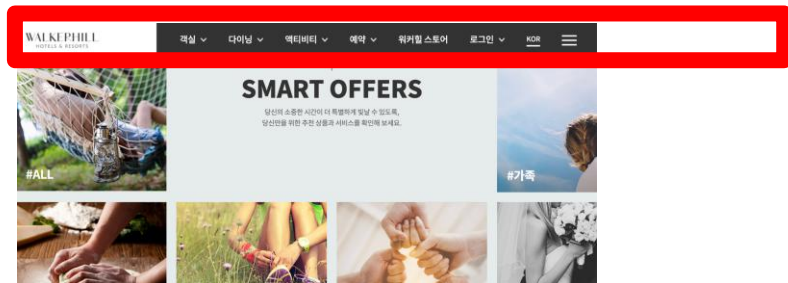 WALKERHILL
HOTELS & RESORTS
객실 다이닝 액티비티 예약 워커힐 스토어 로그인 KOR
SMART OFFERS
당신의 소중한 시간이 더 특별하게 빛날 수 있도록,
당신만을 위한 추천 상품과 서비스를 확인해 보세요.
#ALL
#가족